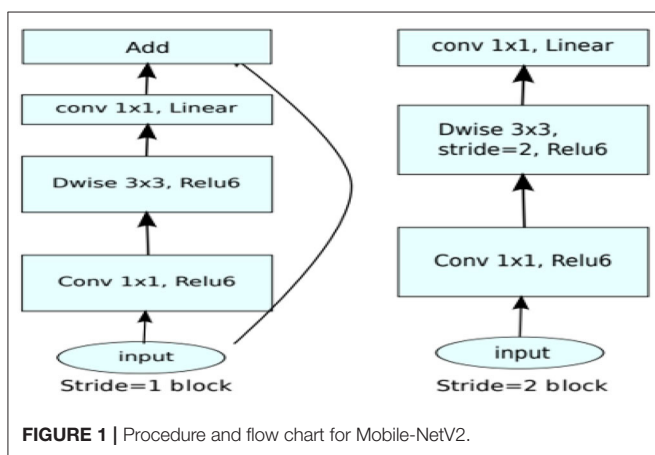 Add
conv 1x1, Linear
Dwise 3x3, Relu6
Conv 1x1, Relu6
input
Stride=1 block
conv 1x1, Linear
Dwise 3x3,
stride=2, Relu6
Conv 1x1, Relu6
input
Stride=2 block
FIGURE 1 | Procedure and flow chart for Mobile-NetV2.